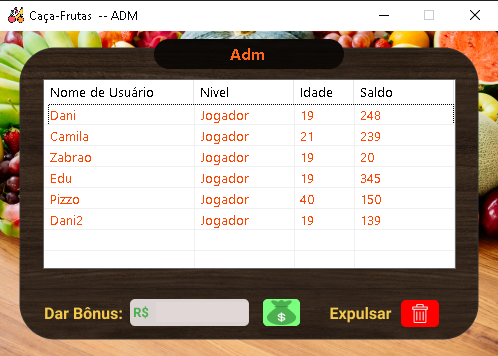 Caça-Frutas -- ADM
Adm
Nome de Usuário Nivel Idade Saldo
Dani Jogador 19 248
Camila Jogador 21 239
Zabrao Jogador 19 20
Edu Jogador 19 345
Pizzo Jogador 40 150
Dani2 Jogador 19 139
Dar Bônus: R$ $ Expulsar